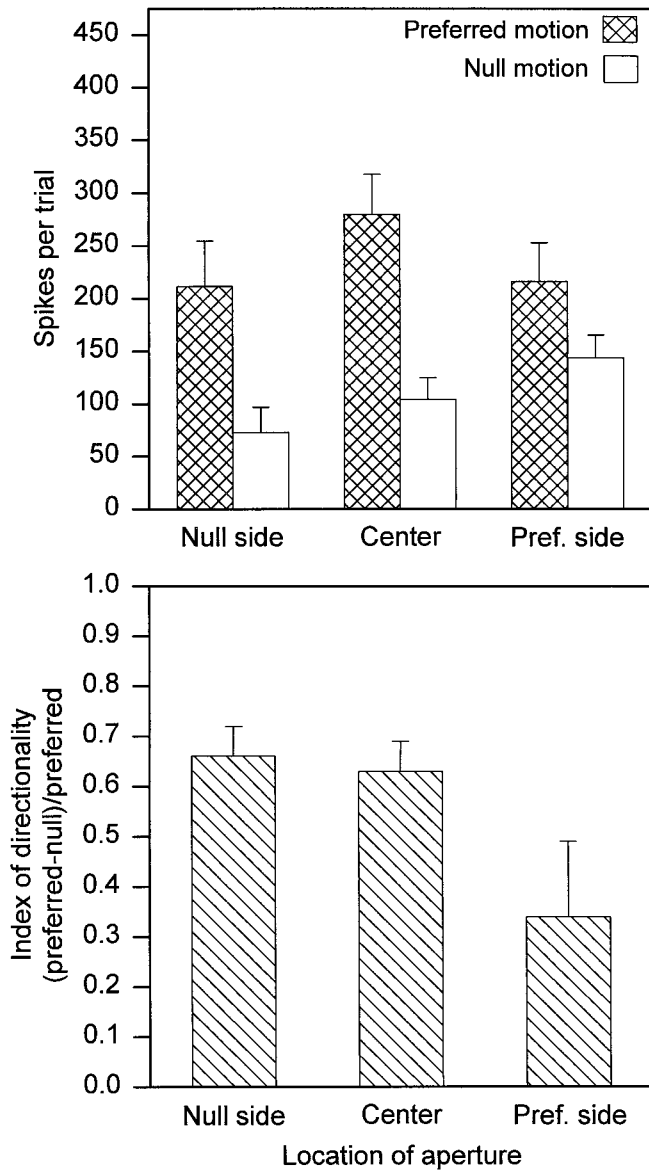 450
400
350
300
250
200
150
100
50
0
Spikes per trial
Preferred motion
Null motion
Null side Center Pref. side
1.0
0.9
0.8
0.7
0.6
0.5
0.4
0.3
0.2
0.1
0.0
Index of directionality
(preferred-null)/preferred
Null side Center Pref. side
Location of aperture